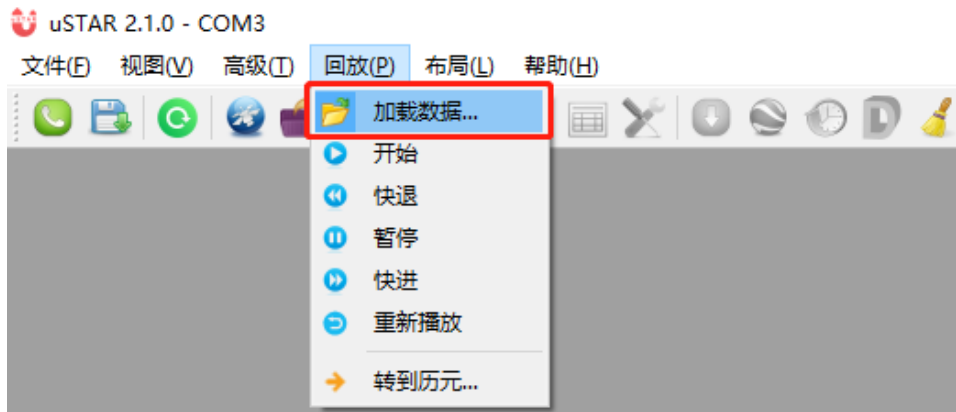 uSTAR 2.1.0 - COM3
文件(F) 视图(V) 高级(T) 回放(P) 布局(L) 帮助(H)
加载数据...
开始
快退
暂停
快进
重新播放
转到历元...